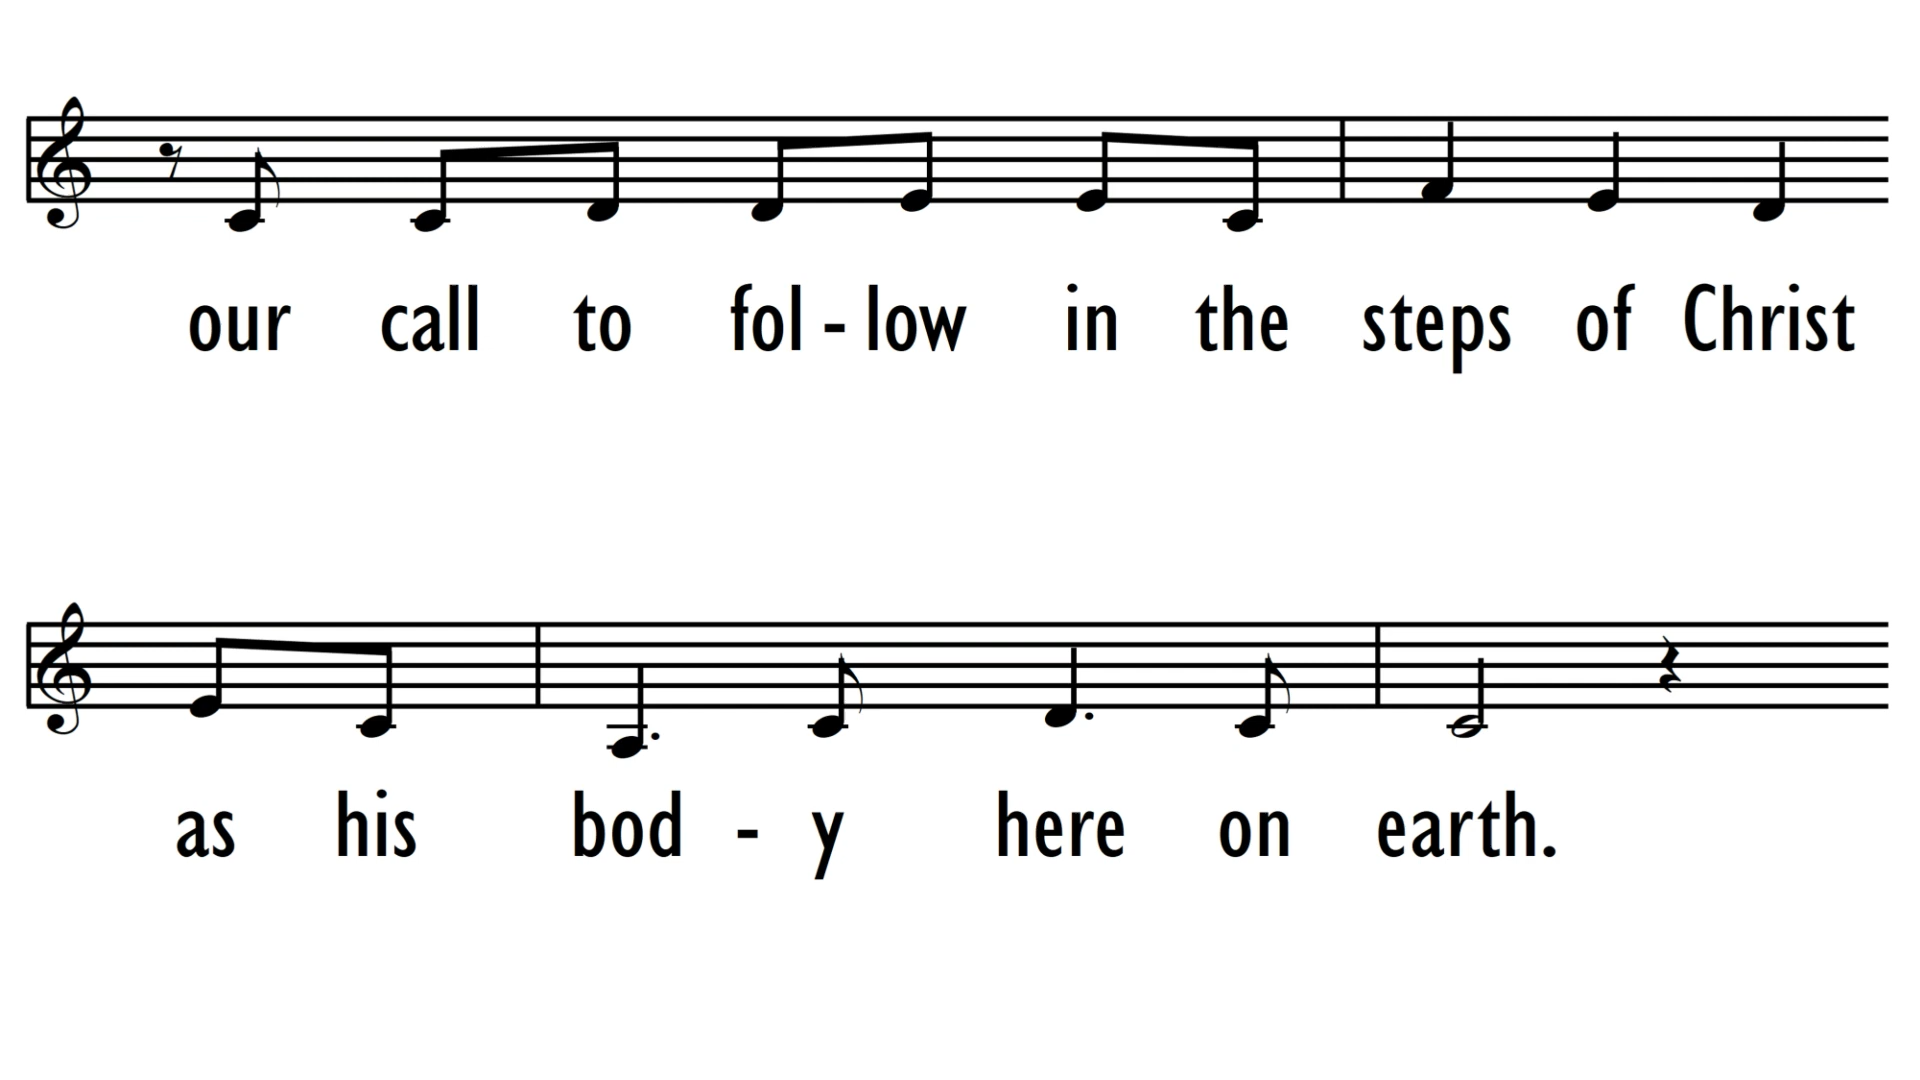 our call to fol - low in the steps of Christ
as his bod - y here on earth.